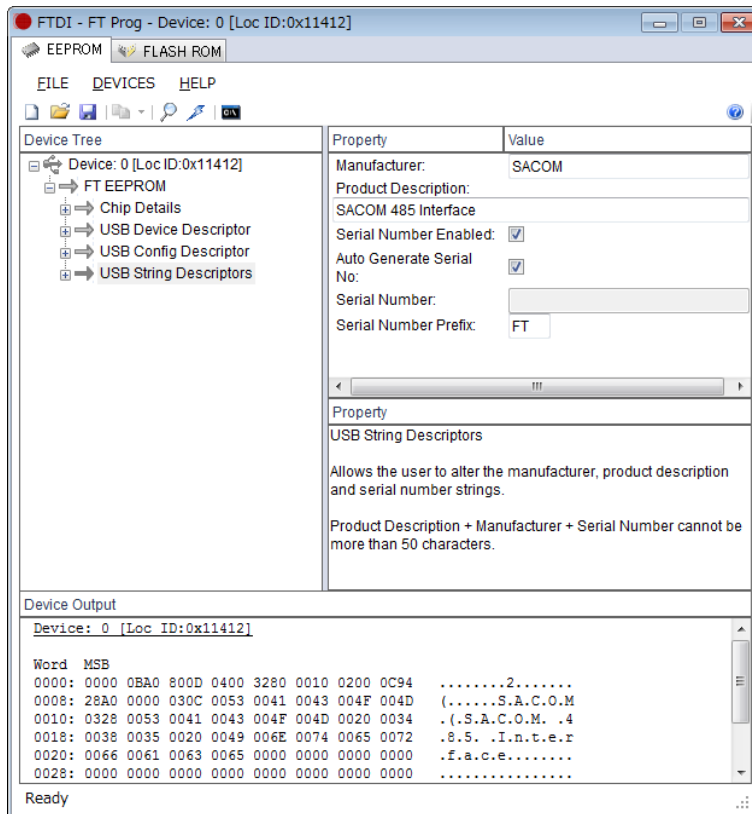 FTDI - FT Prog - Device: 0 [Loc ID:0x11412]
EEPROM FLASH ROM
FILE DEVICES HELP
Device Tree
Device: 0 [Loc ID:0x11412]
FT EEPROM
Chip Details
USB Device Descriptor
USB Config Descriptor
USB String Descriptors
Property Value
Manufacturer: SACOM
Product Description:
SACOM 485 Interface
Serial Number Enabled:
Auto Generate Serial
No:
Serial Number:
Serial Number Prefix: FT
Property
USB String Descriptors
Allows the user to alter the manufacturer, product description
and serial number strings.
Product Description + Manufacturer + Serial Number cannot be
more than 50 characters.
Device Output
Device: 0 [Loc ID:0x11412]
Word MSB
0000: 0000 0BA0 800D 0400 3280 0010 0200 0C94 ........2.......
0008: 28A0 0000 030C 0053 0041 0043 004F 004D (......S.A.C.O.M
0010: 0328 0053 0041 0043 004F 004D 0020 0034 .(.S.A.C.O.M. .4
0018: 0038 0035 0020 0049 006E 0074 0065 0072 .8.5. .I.n.t.e.r
0020: 0066 0061 0063 0065 0000 0000 0000 0000 .f.a.c.e........
0028: 0000 0000 0000 0000 0000 0000 0000 0000 ................
Ready